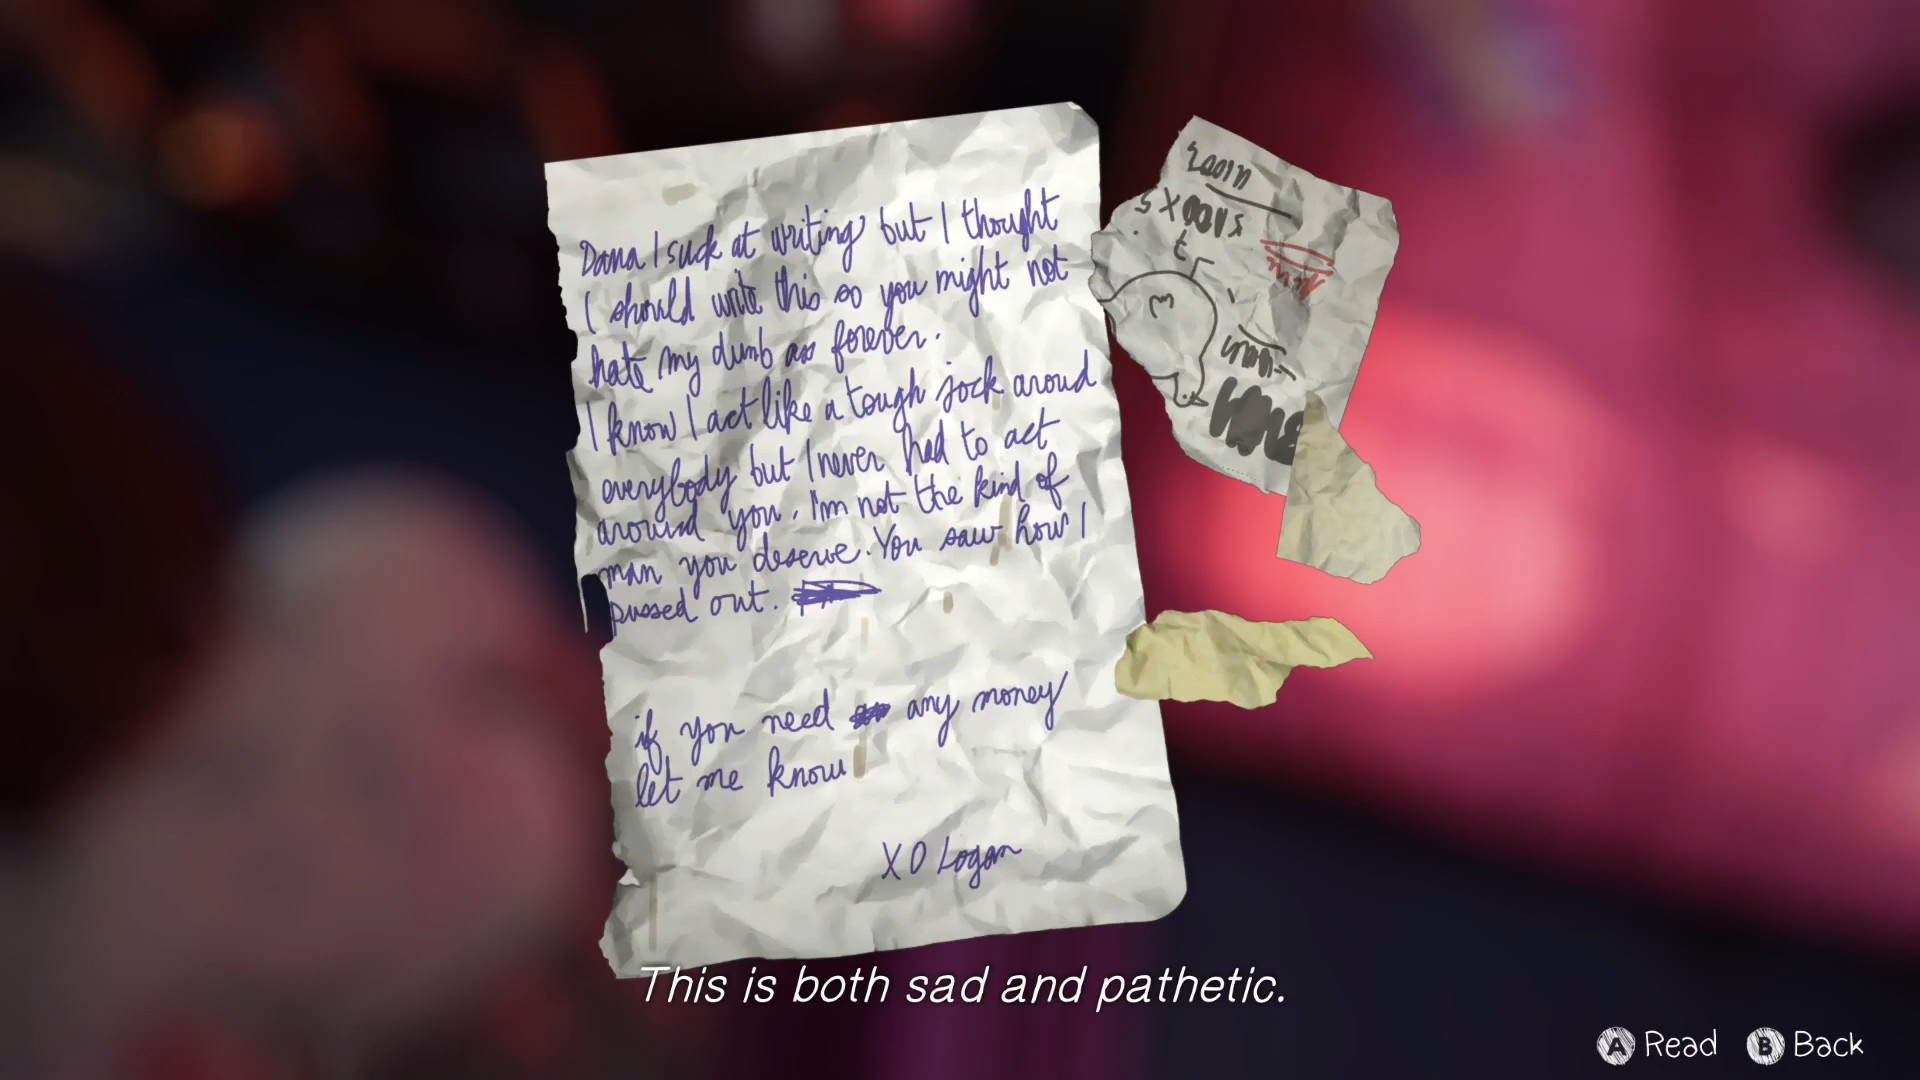 Dana I suck at writing but I thought
I should write this so you might not
hate my dumb ass forever.
I know I act like a tough jock aroud
everybody but I never had to act
around you. I'm not the kind of
man you deserve. You saw how I
pussed out.
if you need any money
let me know
XO Logan
This is both sad and pathetic.
A Read B Back